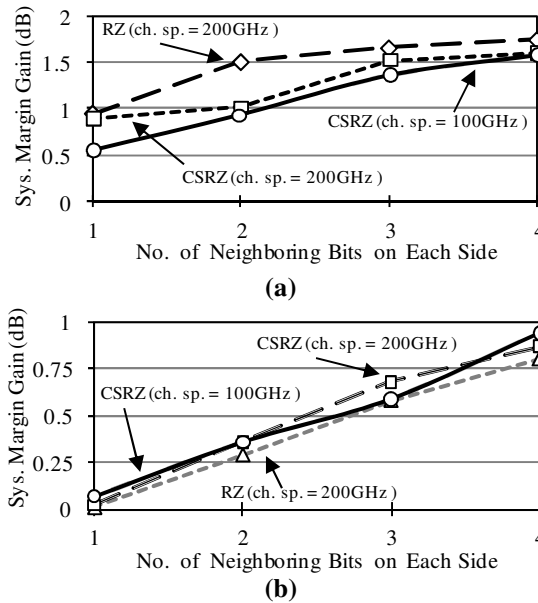 Sys. Margin Gain (dB)
2
1.5
1
0.5
0
RZ (ch. sp. = 200GHz )
CSRZ (ch. sp. = 100GHz )
CSRZ (ch. sp. = 200GHz )
1 2 3 4
No. of Neighboring Bits on Each Side
(a)
Sys. Margin Gain (dB)
1
0.75
0.5
0.25
0
CSRZ
(ch. sp. = 200GHz )
CSRZ (ch. sp. = 100GHz )
RZ (ch. sp. = 200GHz )
1 2 3 4
No. of Neighboring Bits on Each Side
(b)